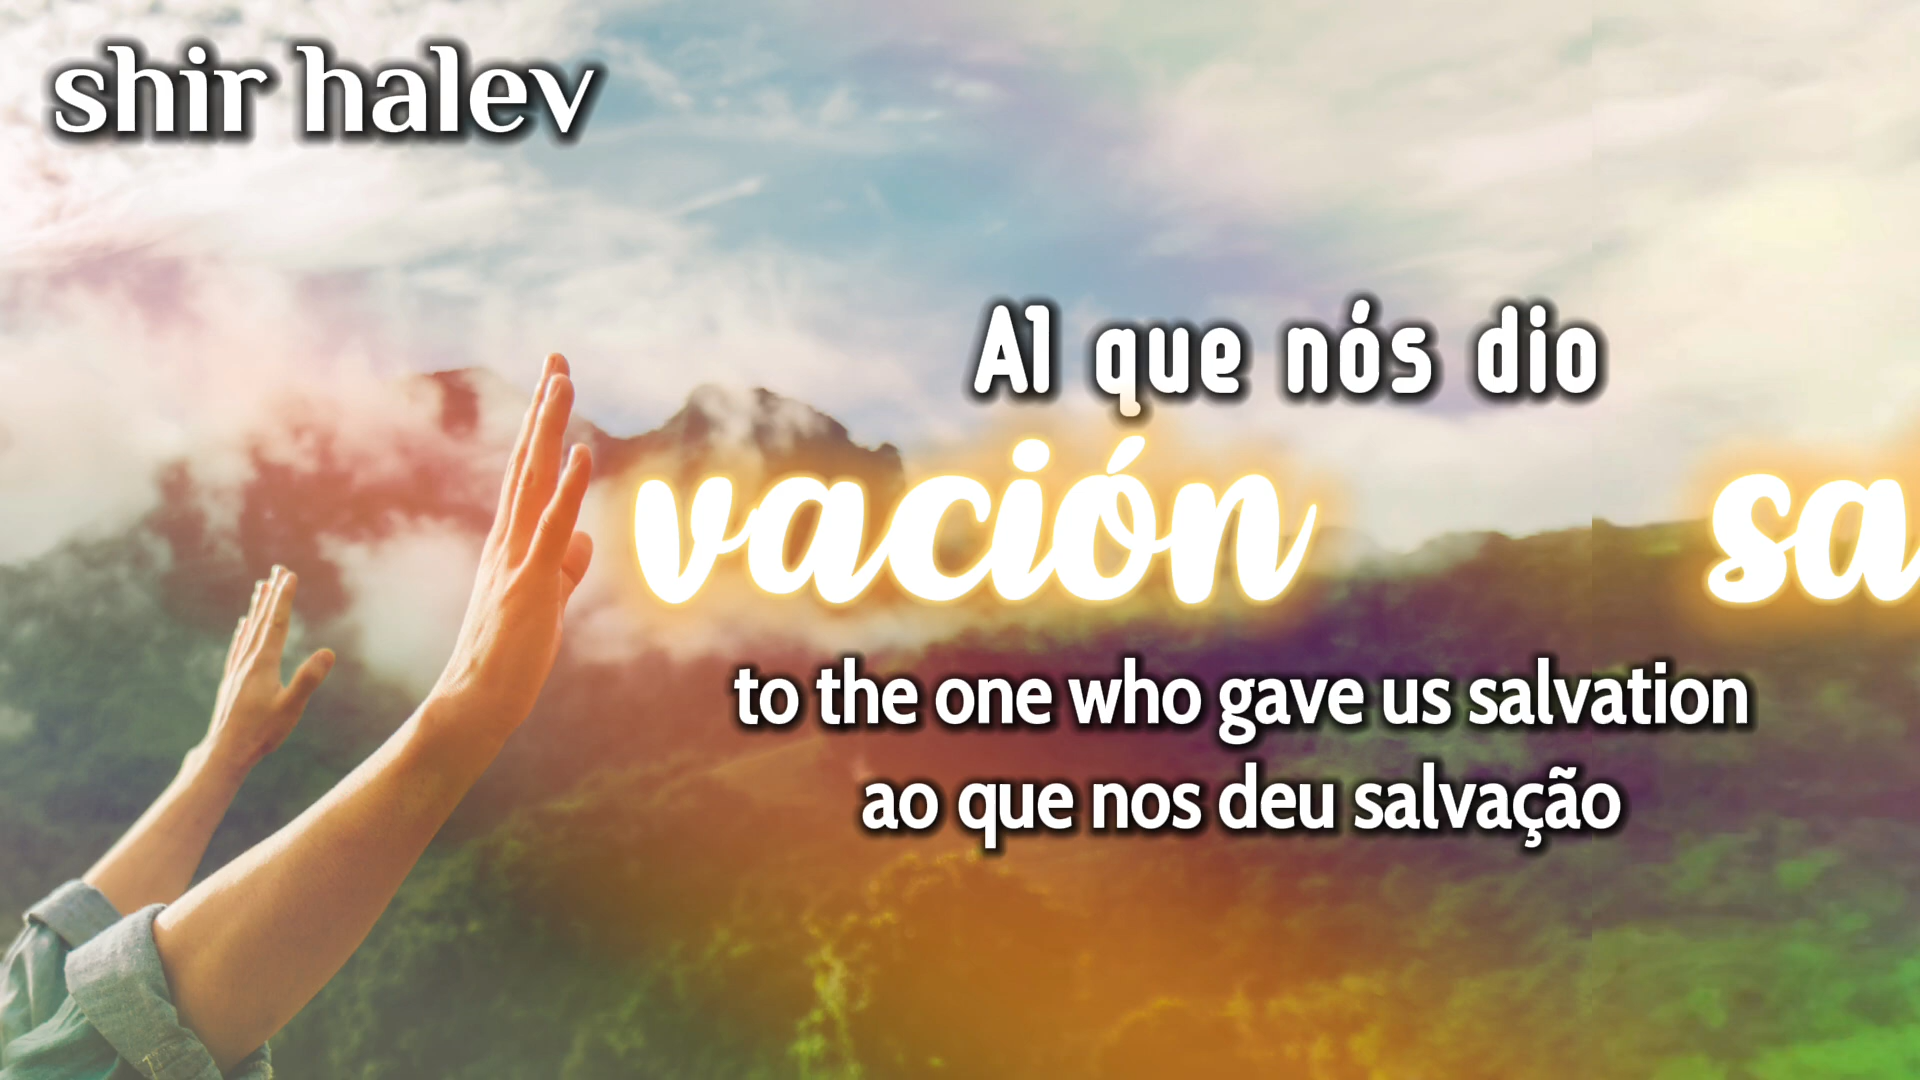 shir halev
Al que nós dio
vación sa
to the one who gave us salvation
ao que nos deu salvação